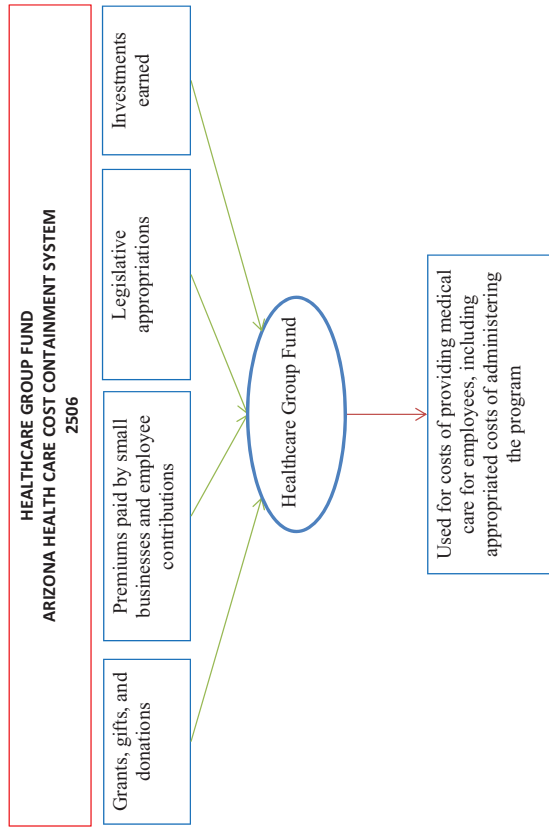 HEALTHCARE GROUP FUND
ARIZONA HEALTH CARE COST CONTAINMENT SYSTEM
2506
Grants, gifts, and
donations
Premiums paid by small
businesses and employee
contributions
Legislative
appropriations
Investments
earned
Healthcare Group Fund
Used for costs of providing medical
care for employees, including
appropriated costs of administering
the program